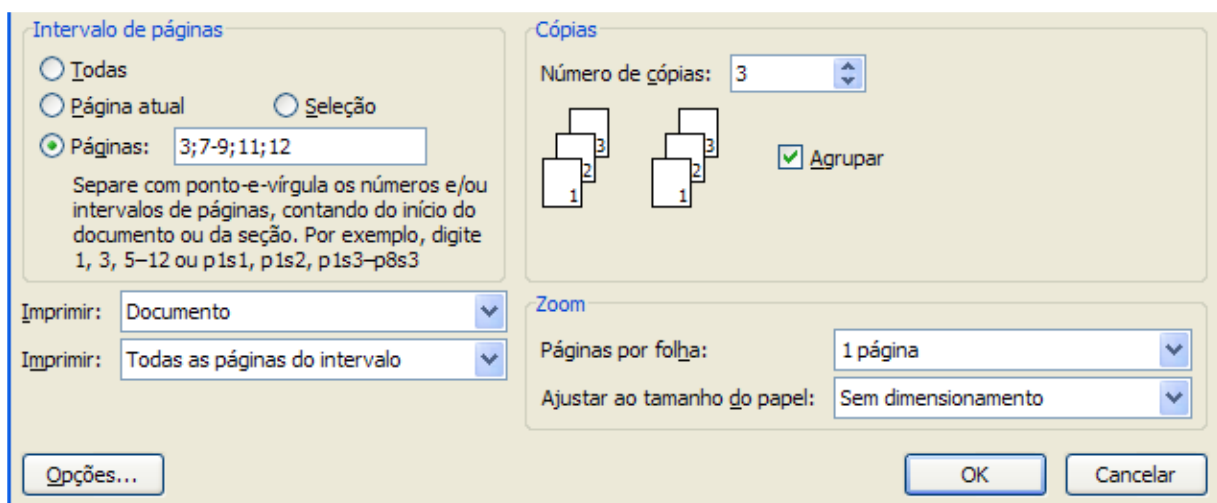 Intervalo de páginas
Todas
Página atual
Seleção
Páginas:
3;7-9;11;12
Separe com ponto-e-vírgula os números e/ou
intervalos de páginas, contando do início do
documento ou da seção. Por exemplo, digite
1, 3, 5–12 ou p1s1, p1s2, p1s3–p8s3
Cópias
Número de cópias:
3
3
2
1
3
2
1
Agrupar
Imprimir:
Documento
Imprimir:
Todas as páginas do intervalo
Zoom
Páginas por folha:
1 página
Ajustar ao tamanho do papel:
Sem dimensionamento
Opções...
OK
Cancelar